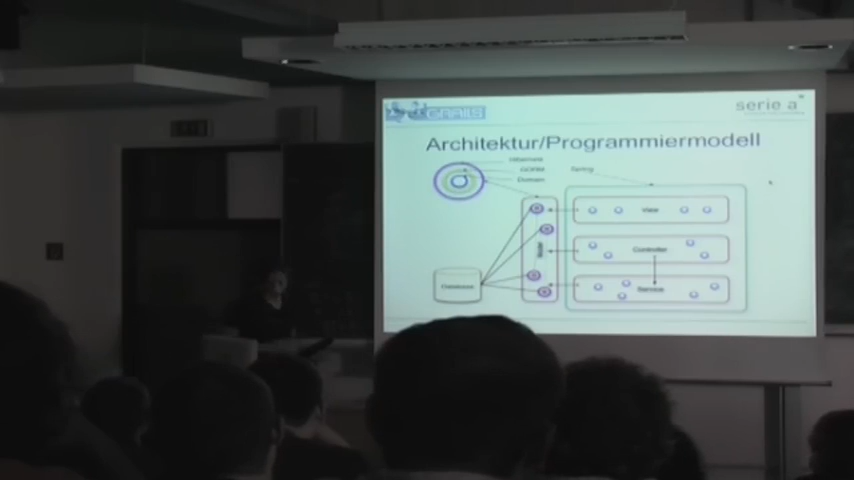 GRAILS
serie a
Architektur/Programmiermodell
Hibernate
GORM
Domain
Spring
View
Controller
Service
Database